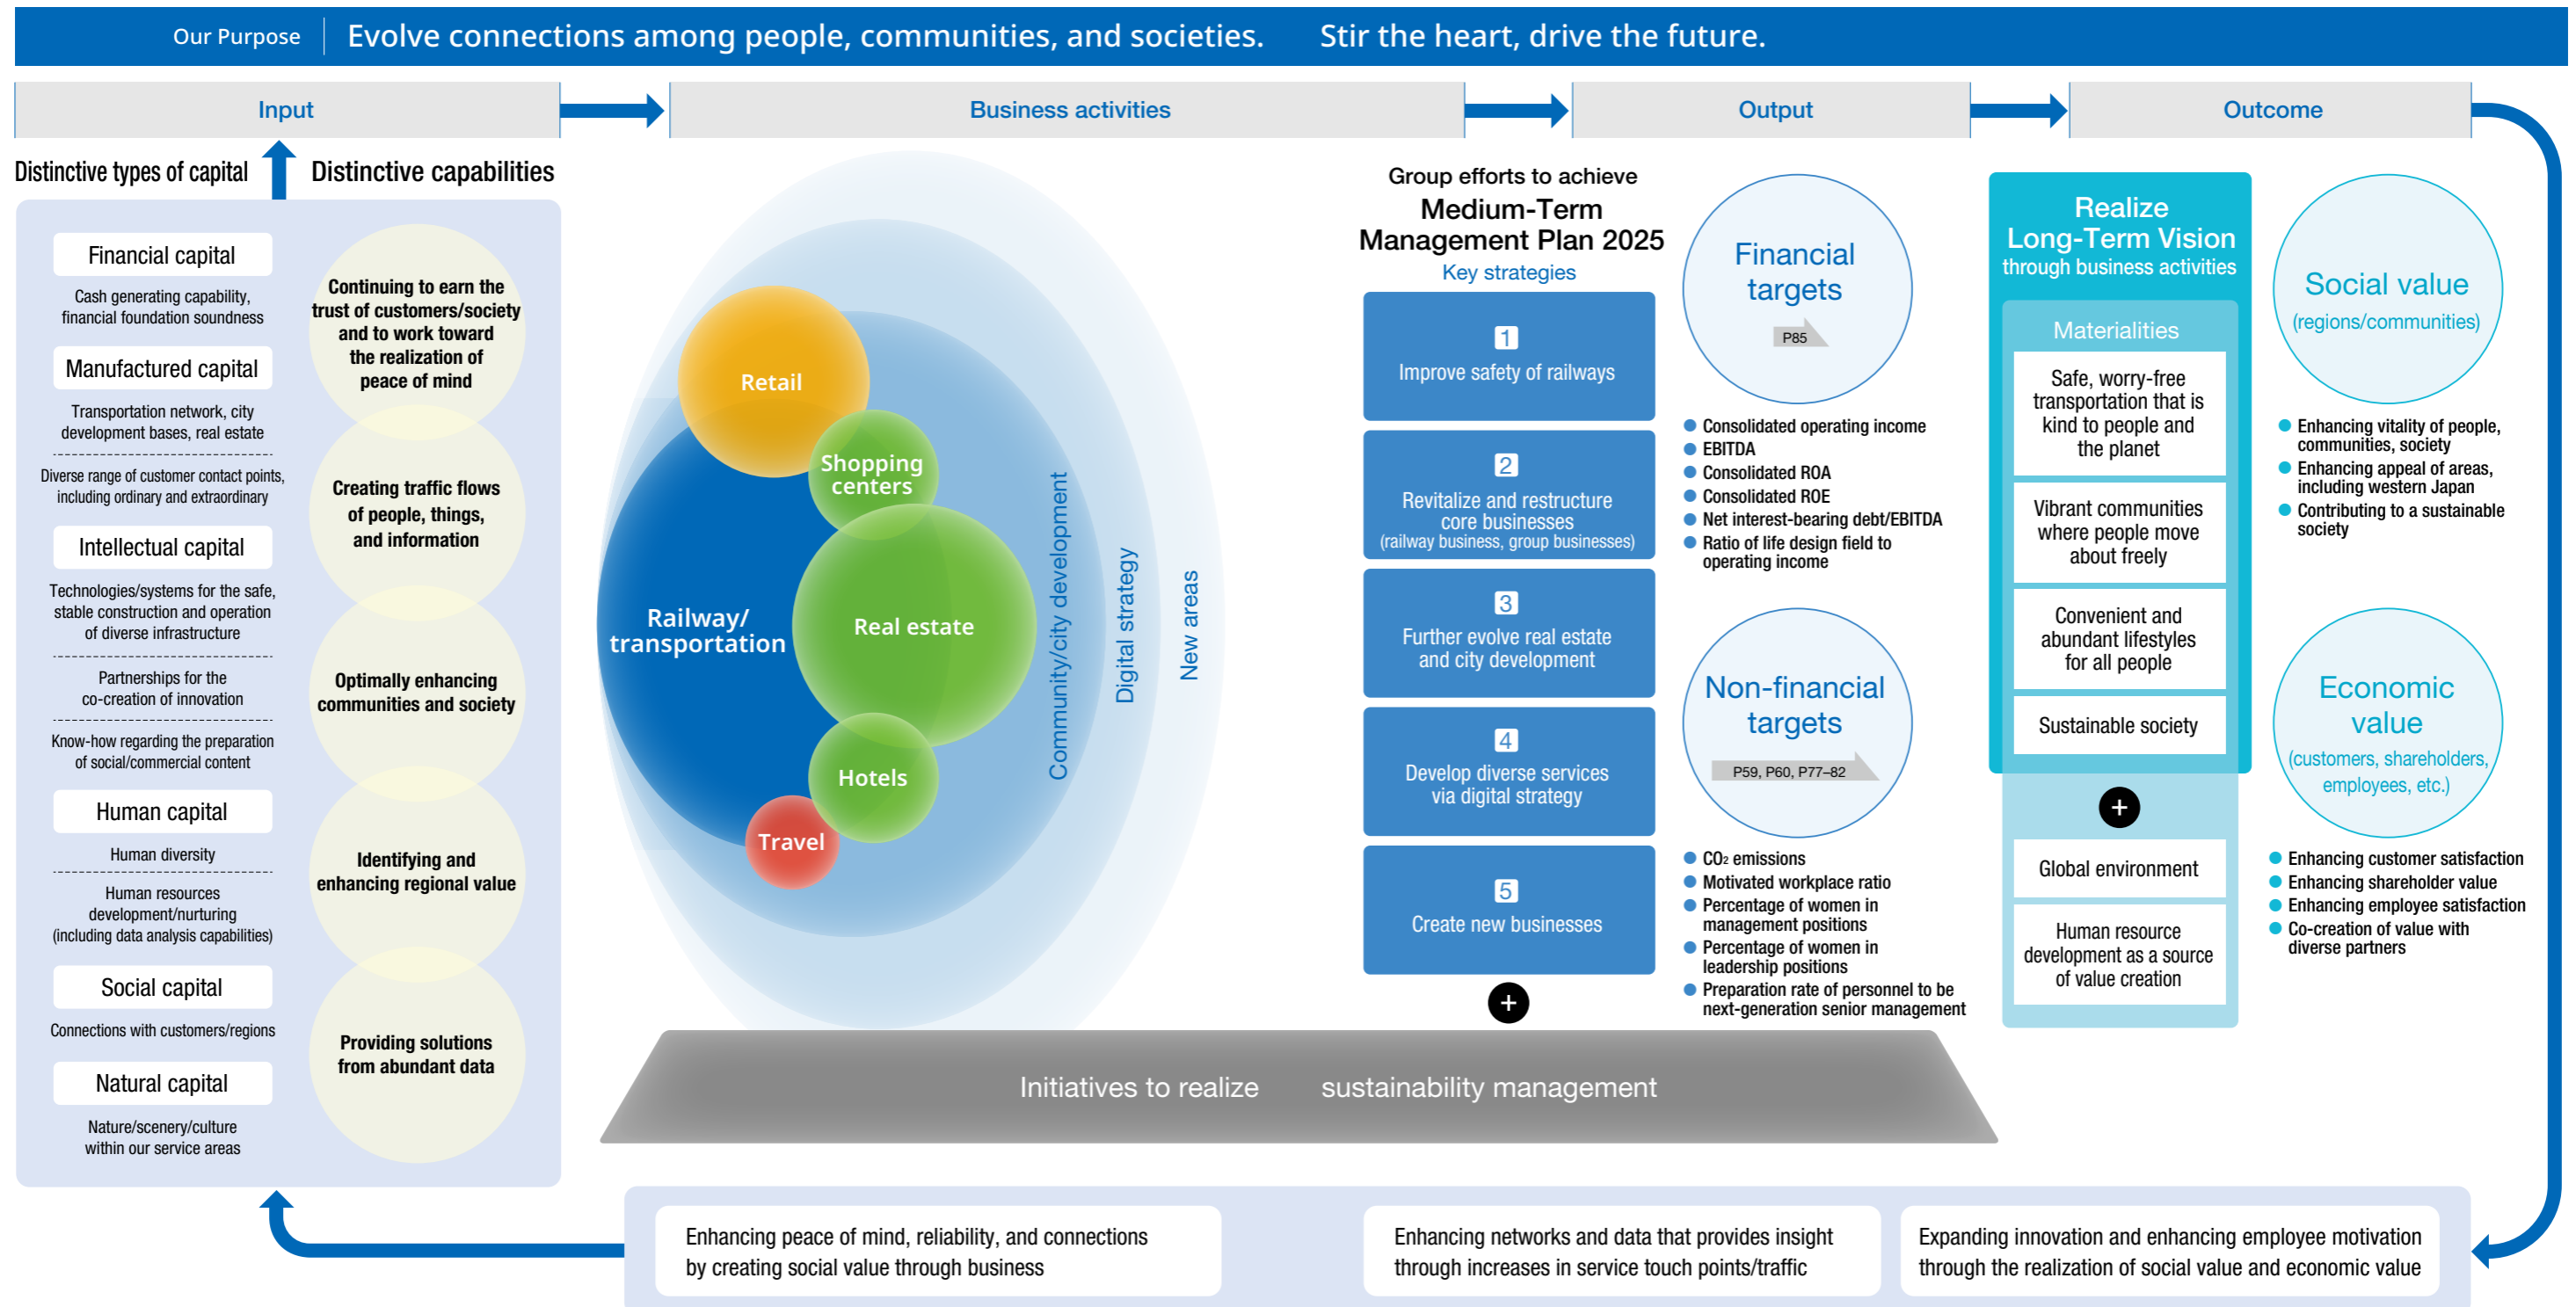 Our Purpose
Evolve connections among people, communities, and societies. Stir the heart, drive the future.
Input
Business activities
Output
Outcome
Distinctive types of capital
Distinctive capabilities
Financial capital
Cash generating capability,
financial foundation soundness
Manufactured capital
Transportation network, city
development bases, real estate
Diverse range of customer contact points,
including ordinary and extraordinary
Intellectual capital
Technologies/systems for the safe,
stable construction and operation
of diverse infrastructure
Partnerships for the
co-creation of innovation
Know-how regarding the preparation
of social/commercial content
Human capital
Human diversity
Human resources
development/nurturing
(including data analysis capabilities)
Social capital
Connections with customers/regions
Natural capital
Nature/scenery/culture
within our service areas
Continuing to earn the
trust of customers/society
and to work toward
the realization of
peace of mind
Creating traffic flows
of people, things,
and information
Optimally enhancing
communities and society
Identifying and
enhancing regional value
Providing solutions
from abundant data
Retail
Shopping
centers
Railway/
transportation
Real estate
Hotels
Travel
Community/city development
Digital strategy
New areas
Group efforts to achieve
Medium-Term
Management Plan 2025
Key strategies
1
Improve safety of railways
2
Revitalize and restructure
core businesses
(railway business, group businesses)
3
Further evolve real estate
and city development
4
Develop diverse services
via digital strategy
5
Create new businesses
+
Initiatives to realize sustainability management
Financial
targets
P85
● Consolidated operating income
● EBITDA
● Consolidated ROA
● Consolidated ROE
● Net interest-bearing debt/EBITDA
● Ratio of life design field to
operating income
Non-financial
targets
P59, P60, P77–82
● CO₂ emissions
● Motivated workplace ratio
● Percentage of women in
management positions
● Percentage of women in
leadership positions
● Preparation rate of personnel to be
next-generation senior management
Realize
Long-Term Vision
through business activities
Materialities
Safe, worry-free
transportation that is
kind to people and
the planet
Vibrant communities
where people move
about freely
Convenient and
abundant lifestyles
for all people
Sustainable society
+
Global environment
Human resource
development as a source
of value creation
Social value
(regions/communities)
● Enhancing vitality of people,
communities, society
● Enhancing appeal of areas,
including western Japan
● Contributing to a sustainable
society
Economic
value
(customers, shareholders,
employees, etc.)
● Enhancing customer satisfaction
● Enhancing shareholder value
● Enhancing employee satisfaction
● Co-creation of value with
diverse partners
Enhancing peace of mind, reliability, and connections
by creating social value through business
Enhancing networks and data that provides insight
through increases in service touch points/traffic
Expanding innovation and enhancing employee motivation
through the realization of social value and economic value